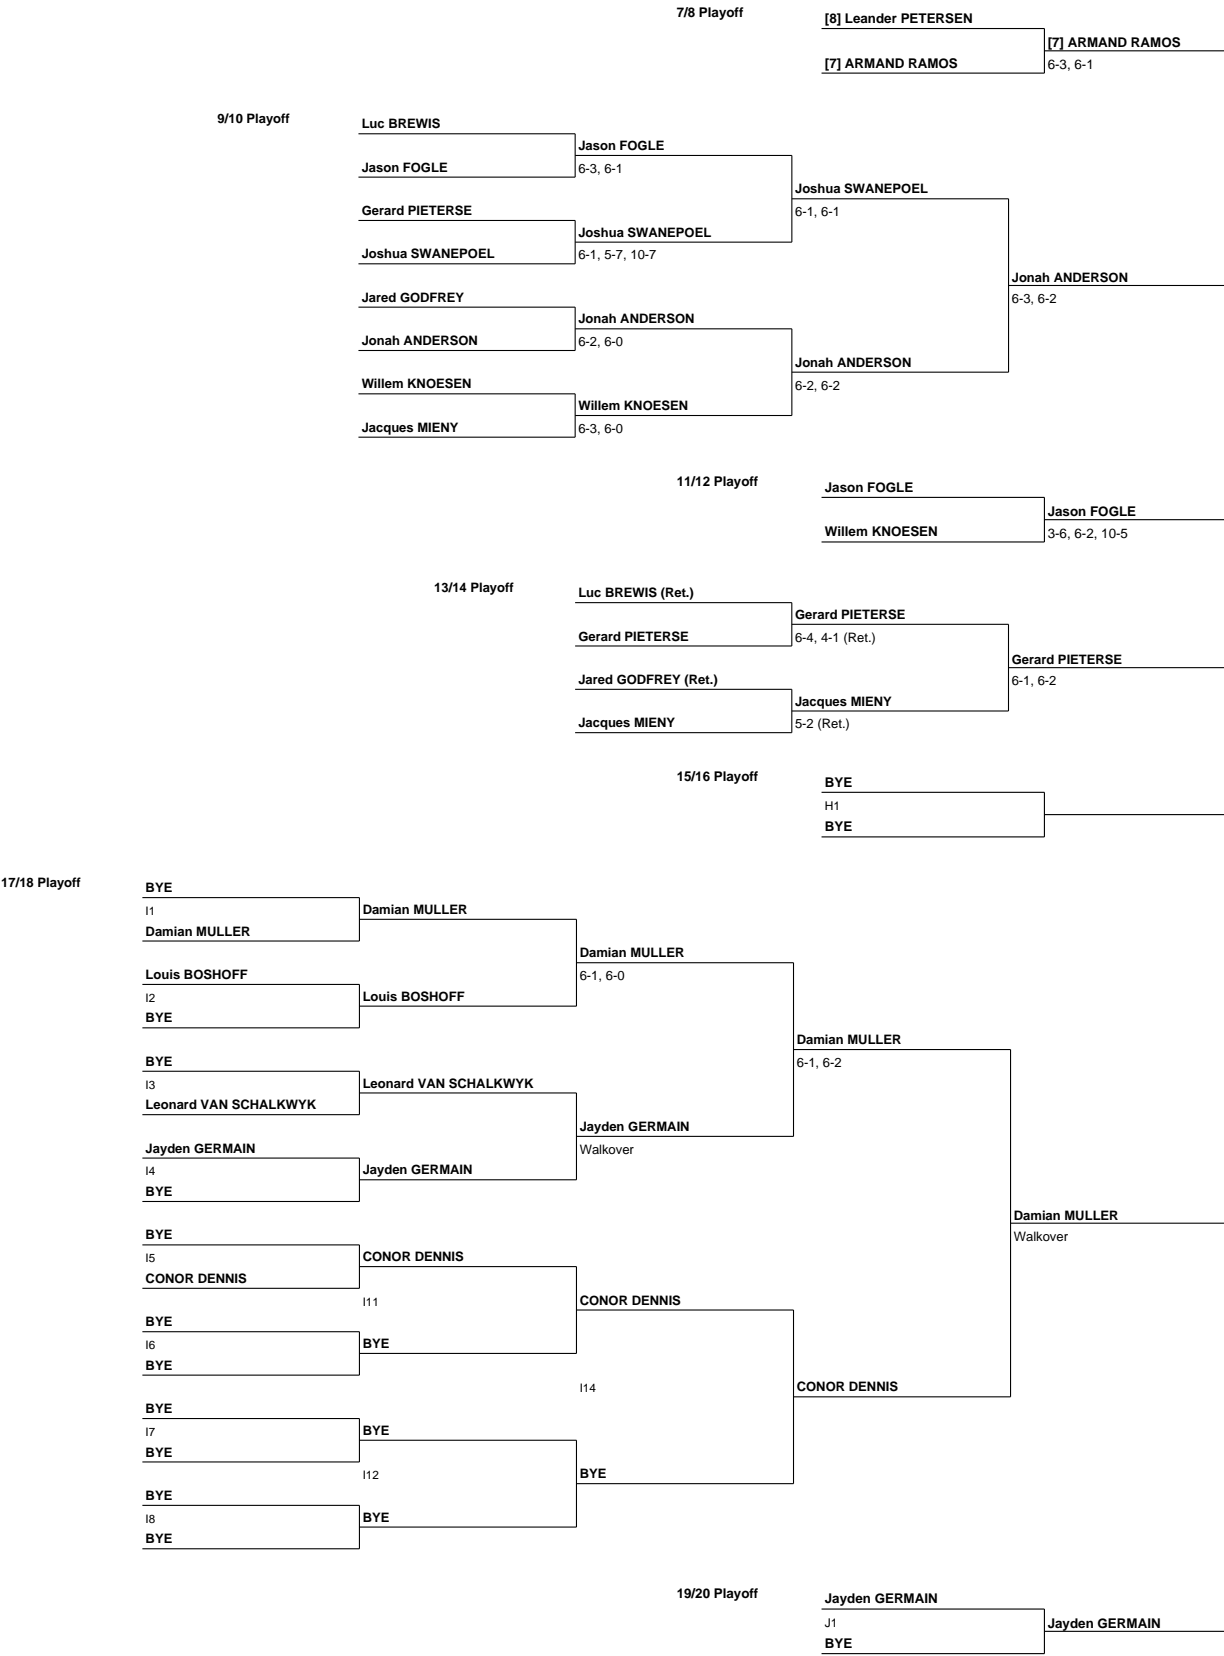 7/8 Playoff
[8] Leander PETERSEN
[7] ARMAND RAMOS
[7] ARMAND RAMOS
6-3, 6-1
9/10 Playoff
Luc BREWIS
Jason FOGLE
Jason FOGLE
6-3, 6-1
Joshua SWANEPOEL
6-1, 6-1
Gerard PIETERSE
Joshua SWANEPOEL
Joshua SWANEPOEL
6-1, 5-7, 10-7
Jonah ANDERSON
6-3, 6-2
Jared GODFREY
Jonah ANDERSON
Jonah ANDERSON
6-2, 6-0
Jonah ANDERSON
6-2, 6-2
Willem KNOESEN
Willem KNOESEN
Jacques MIENY
6-3, 6-0
11/12 Playoff
Jason FOGLE
Jason FOGLE
Willem KNOESEN
3-6, 6-2, 10-5
13/14 Playoff
Luc BREWIS (Ret.)
Gerard PIETERSE
Gerard PIETERSE
6-4, 4-1 (Ret.)
Gerard PIETERSE
6-1, 6-2
Jared GODFREY (Ret.)
Jacques MIENY
Jacques MIENY
5-2 (Ret.)
15/16 Playoff
BYE
H1
BYE
17/18 Playoff
BYE
I1
Damian MULLER
Damian MULLER
Damian MULLER
6-1, 6-0
Louis BOSHOFF
I2
Louis BOSHOFF
BYE
Damian MULLER
6-1, 6-2
BYE
I3
Leonard VAN SCHALKWYK
Leonard VAN SCHALKWYK
Jayden GERMAIN
Walkover
Jayden GERMAIN
I4
Jayden GERMAIN
BYE
Damian MULLER
Walkover
BYE
I5
CONOR DENNIS
CONOR DENNIS
I11
CONOR DENNIS
BYE
I6
BYE
BYE
I14
CONOR DENNIS
BYE
I7
BYE
BYE
I12
BYE
BYE
I8
BYE
BYE
19/20 Playoff
Jayden GERMAIN
J1
Jayden GERMAIN
BYE